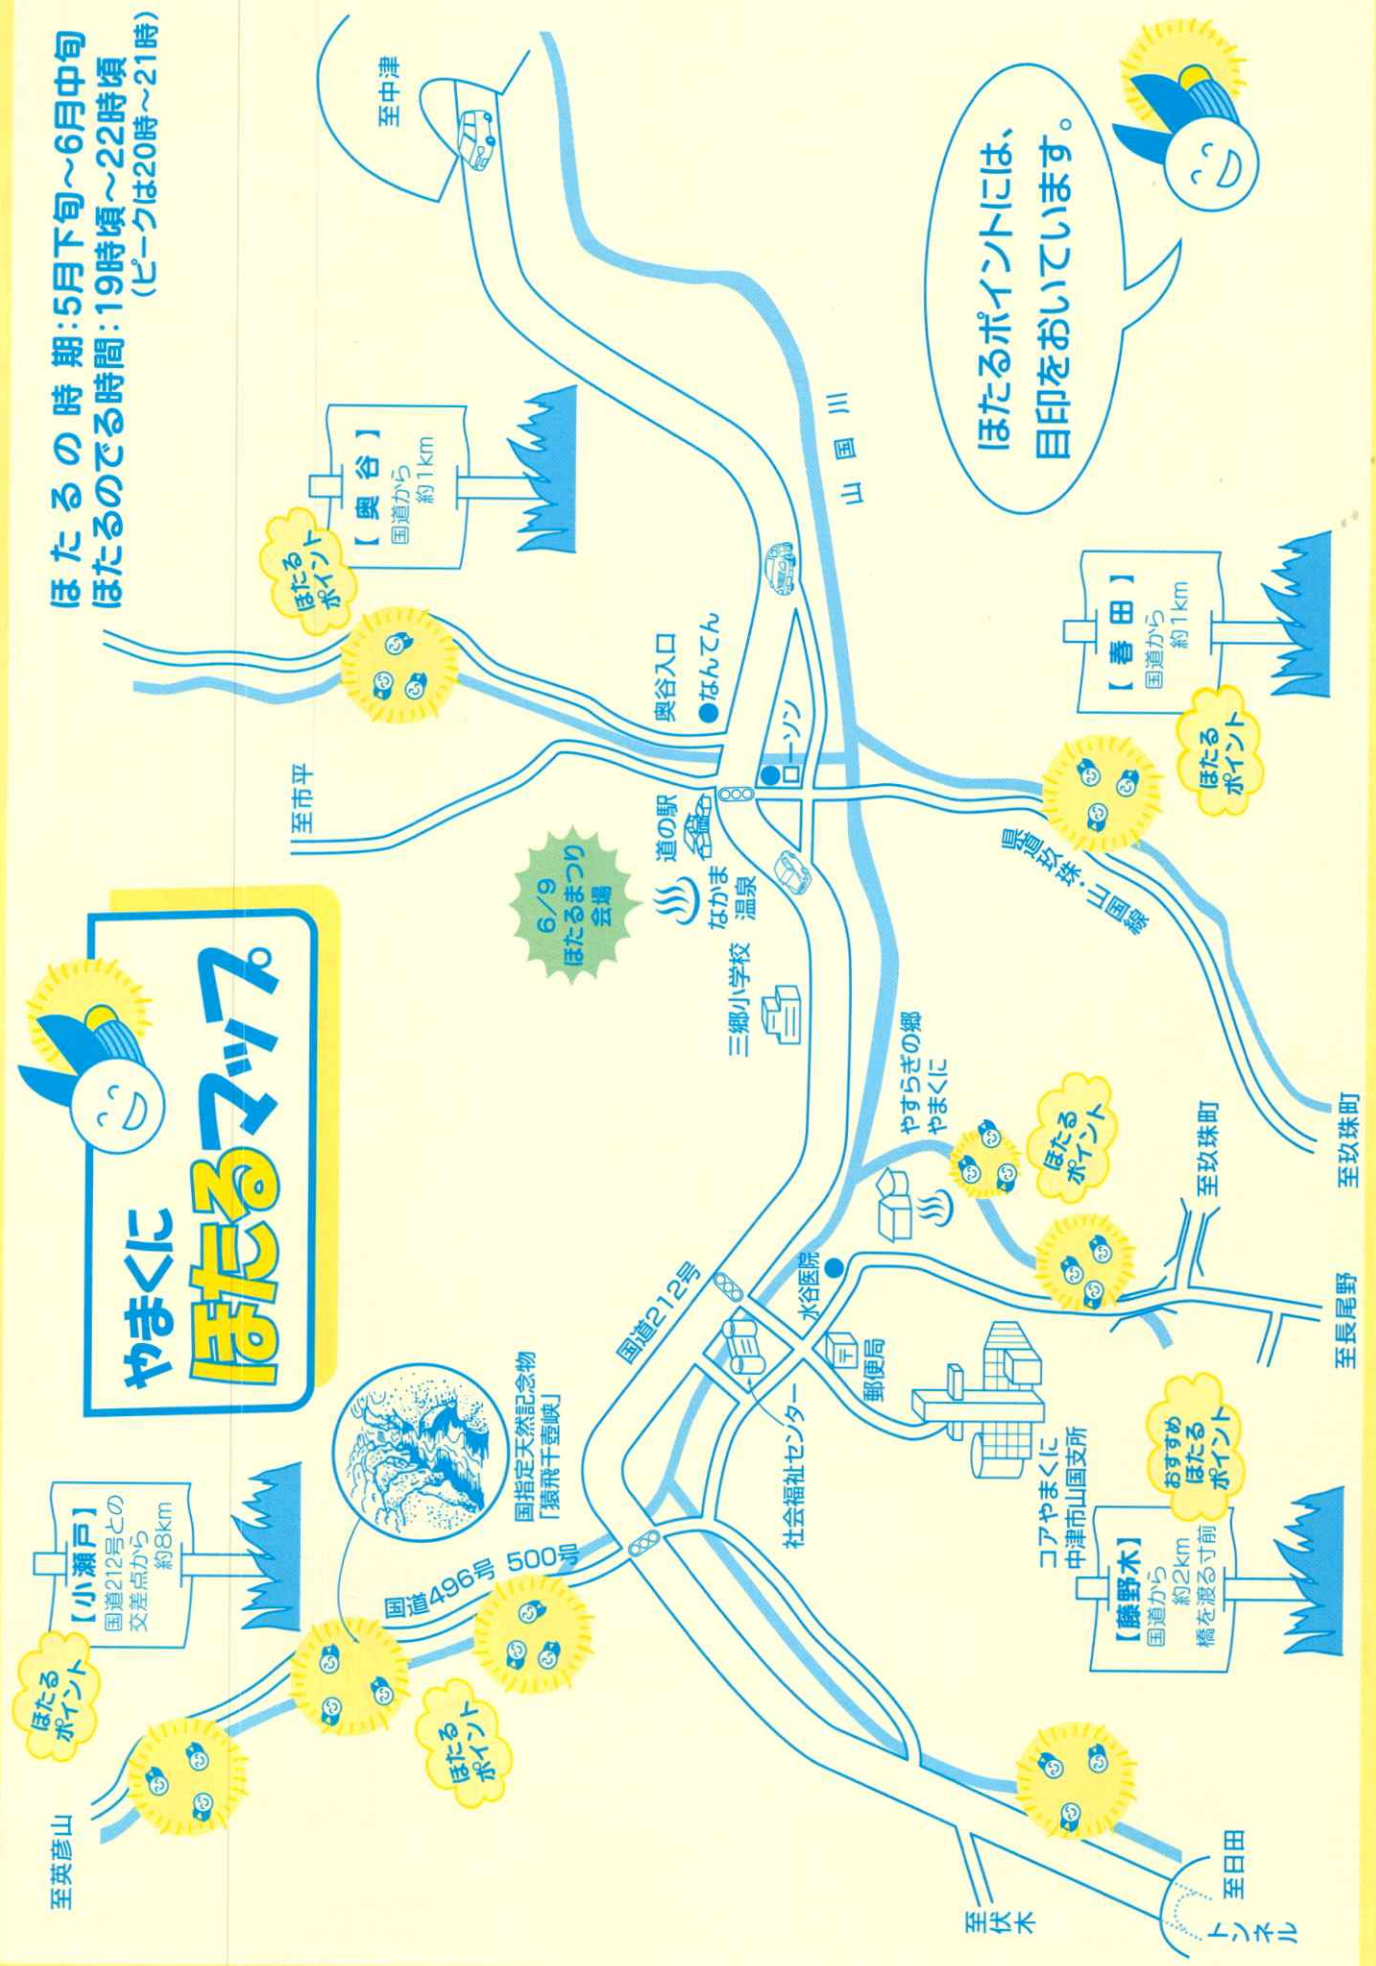 やまくに
ほたるマップ
ほたるの時期:5月下旬～6月中旬
ほたるのでる時間:19時頃～22時頃
(ピークは20時～21時)
至英彦山
ほたる
ポイント
【小瀬戸】
国道212号との
交差点から
約8km
国道496号 500号
ほたる
ポイント
国指定天然記念物
「猿飛千壺峡」
国道212号
至市平
ほたる
ポイント
【奥谷】
国道から
約1km
至中津
6/9
ほたるまつり
会場
道の駅
なかま
温泉
奥谷入口
●なんてん
ローソン
三郷小学校
山国川
ほたるポイントには、
目印をおいています。
水谷医院
郵便局
社会福祉センター
コアやまくに
中津市山国支所
やすらぎの郷
やまくに
ほたる
ポイント
県道玖珠・山国線
ほたる
ポイント
【春田】
国道から
約1km
至玖珠町
至玖珠町
至長尾野
おすすめ
ほたる
ポイント
【藤野木】
国道から
約2km
橋を渡る寸前
至
伏
木
トンネル
至日田